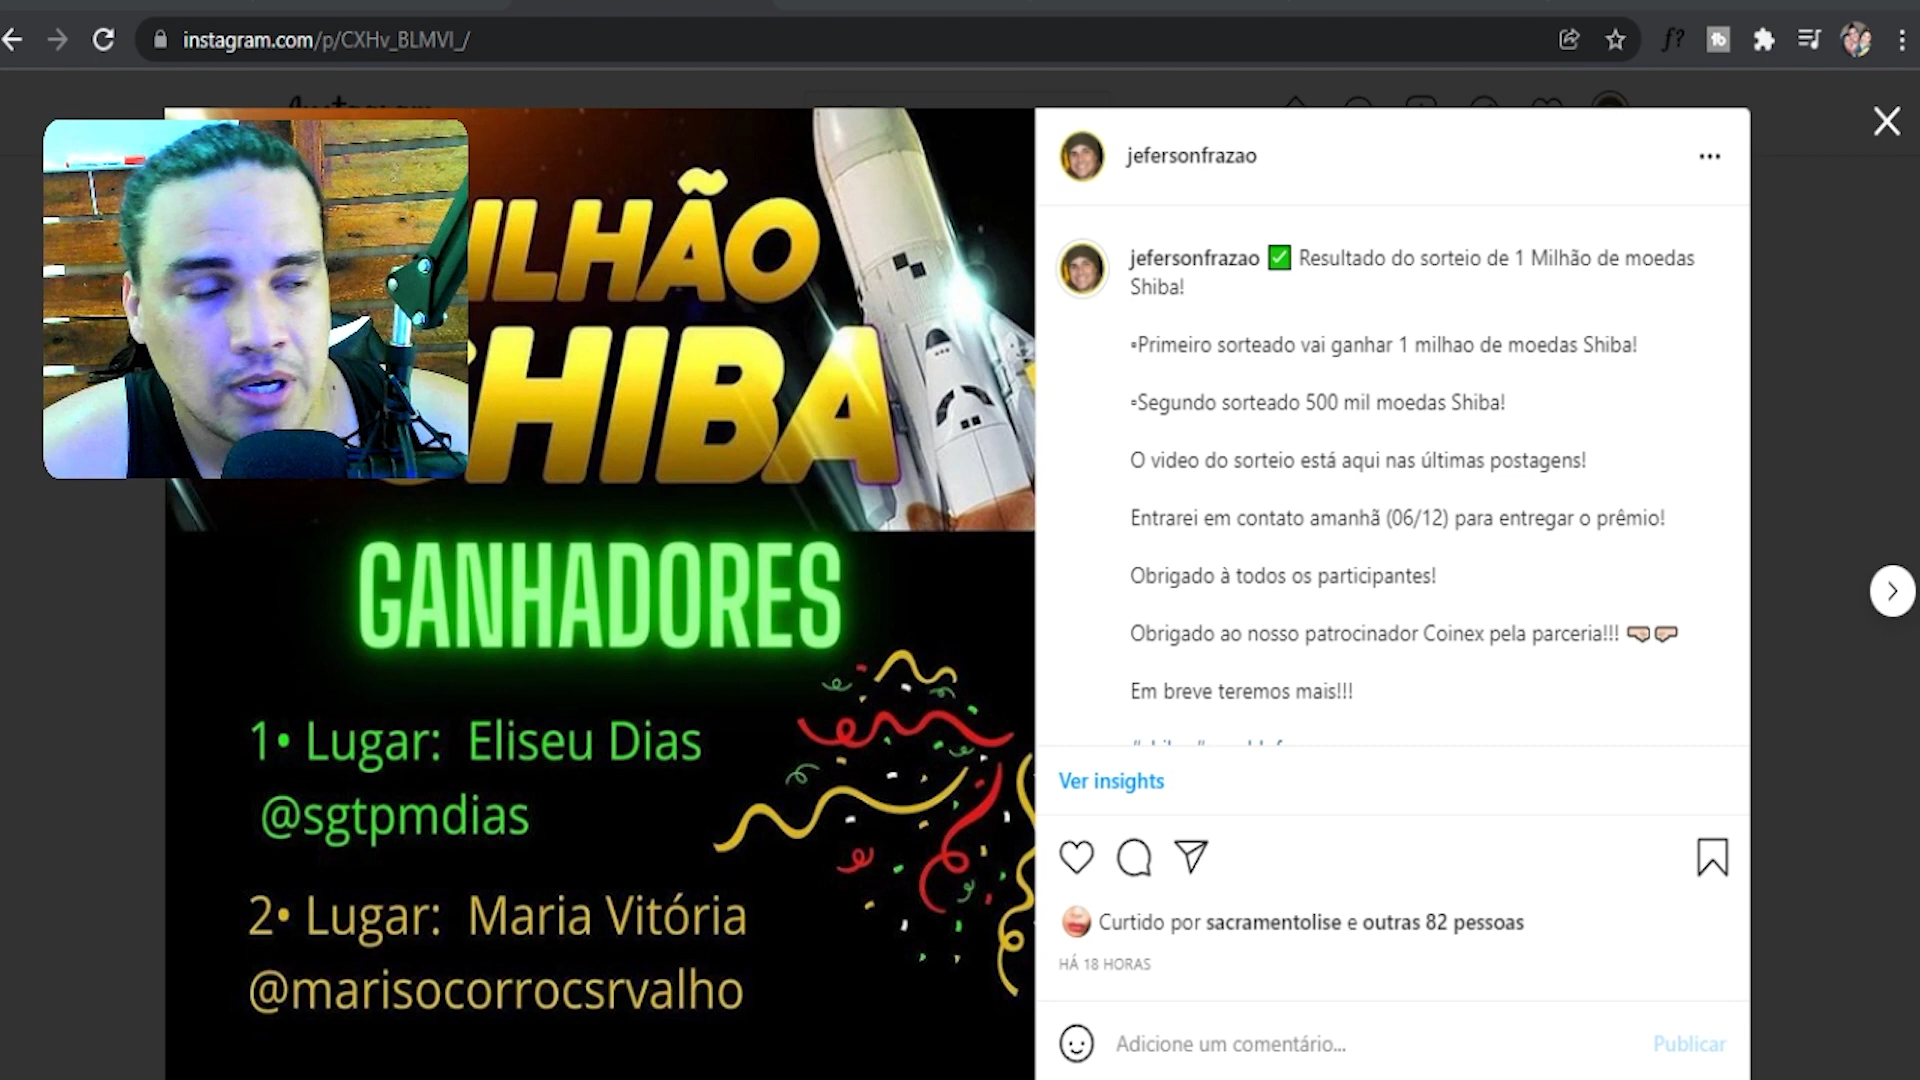 instagram.com/p/CXHv_BLMVl_/
ILHÃO
HIBA
GANHADORES
1• Lugar: Eliseu Dias
@sgtpmdias
2• Lugar: Maria Vitória
@marisocorrocsrvalho
jefersonfrazao
jefersonfrazao ✅ Resultado do sorteio de 1 Milhão de moedas
Shiba!
▫Primeiro sorteado vai ganhar 1 milhao de moedas Shiba!
▫Segundo sorteado 500 mil moedas Shiba!
O video do sorteio está aqui nas últimas postagens!
Entrarei em contato amanhã (06/12) para entregar o prêmio!
Obrigado à todos os participantes!
Obrigado ao nosso patrocinador Coinex pela parceria!!! 🤜🏻🤛🏻
Em breve teremos mais!!!
Ver insights
Curtido por sacramentolise e outras 82 pessoas
HÁ 18 HORAS
Adicione um comentário...
Publicar